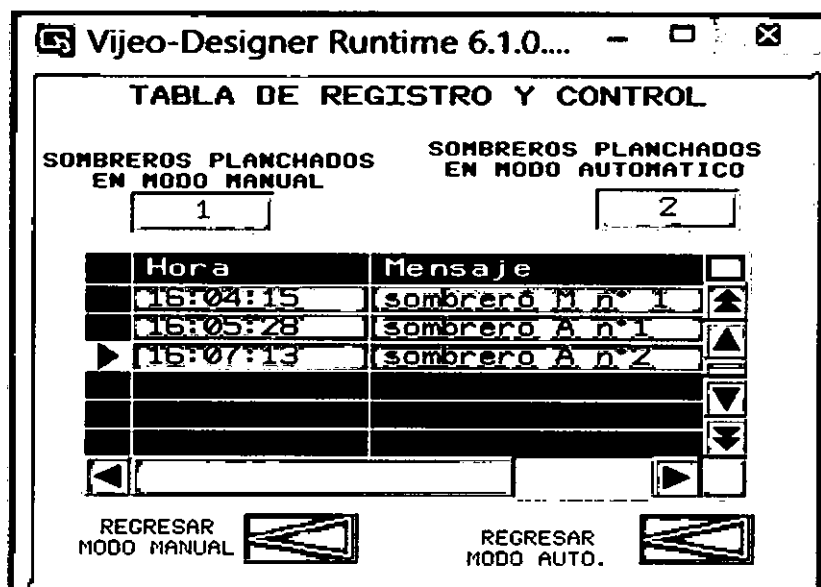 Vijeo-Designer Runtime 6.1.0....
TABLA DE REGISTRO Y CONTROL
SOMBREROS PLANCHADOS
EN MODO MANUAL
1
SOMBREROS PLANCHADOS
EN MODO AUTOMATICO
2
Hora Mensaje
16:04:15 sombrero M n° 1
16:05:28 sombrero A n°1
16:07:13 sombrero A n°2
REGRESAR
MODO MANUAL
REGRESAR
MODO AUTO.